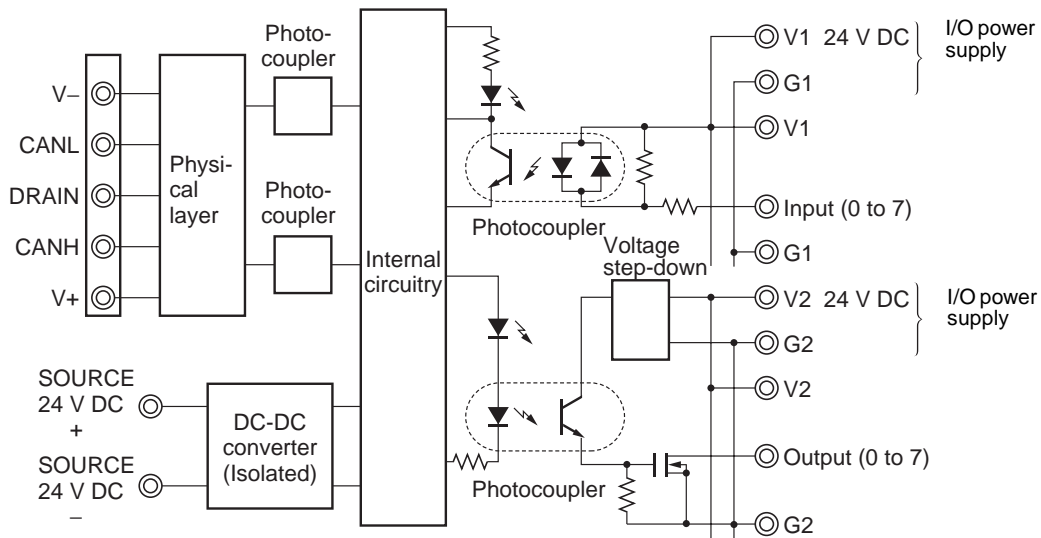 V–
CANL
DRAIN
CANH
V+
Physi-
cal
layer
Photo-
coupler
Photo-
coupler
SOURCE
24 V DC
+
SOURCE
24 V DC
–
DC-DC
converter
(Isolated)
Internal
circuitry
Photocoupler
Voltage
step-down
Photocoupler
V1 24 V DC
I/O power
supply
G1
V1
Input (0 to 7)
G1
V2 24 V DC
I/O power
supply
G2
V2
Output (0 to 7)
G2